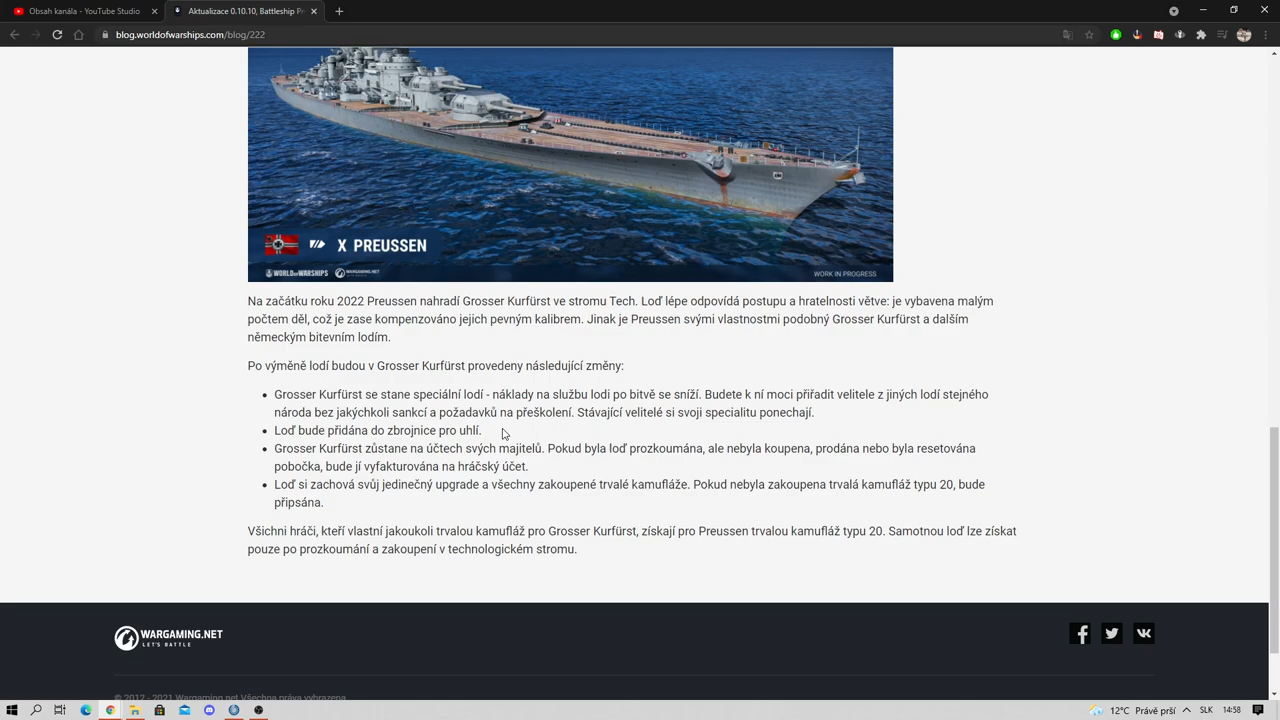 Obsah kanálu - YouTube Studio
Aktualizace 0.10.10, Battleship Pr
blog.worldofwarships.com/blog/222
X PREUSSEN
WORLD OF WARSHIPS
WARGAMING.NET
WORK IN PROGRESS
Na začátku roku 2022 Preussen nahradí Grosser Kurfürst ve stromu Tech. Loď lépe odpovídá postupu a hratelnosti větve: je vybavena malým
počtem děl, což je zase kompenzováno jejich pevným kalibrem. Jinak je Preussen svými vlastnostmi podobný Grosser Kurfürst a dalším
německým bitevním lodím.
Po výměně lodí budou v Grosser Kurfürst provedeny následující změny:
Grosser Kurfürst se stane speciální lodí - náklady na službu lodi po bitvě se sníží. Budete k ní moci přiřadit velitele z jiných lodí stejného
národa bez jakýchkoli sankcí a požadavků na přeškolení. Stávající velitelé si svoji specialitu ponechají.
Loď bude přidána do zbrojnice pro uhlí.
Grosser Kurfürst zůstane na účtech svých majitelů. Pokud byla loď prozkoumána, ale nebyla koupena, prodána nebo byla resetována
pobočka, bude jí vyfakturována na hráčský účet.
Loď si zachová svůj jedinečný upgrade a všechny zakoupené trvalé kamufláže. Pokud nebyla zakoupena trvalá kamufláž typu 20, bude
připsána.
Všichni hráči, kteří vlastní jakoukoli trvalou kamufláž pro Grosser Kurfürst, získají pro Preussen trvalou kamufláž typu 20. Samotnou loď lze získat
pouze po prozkoumání a zakoupení v technologickém stromu.
WARGAMING.NET
LET'S BATTLE
© 2012 - 2021 Wargaming.net Všechna práva vyhrazena.
12°C Právě prší
SLK
14:58